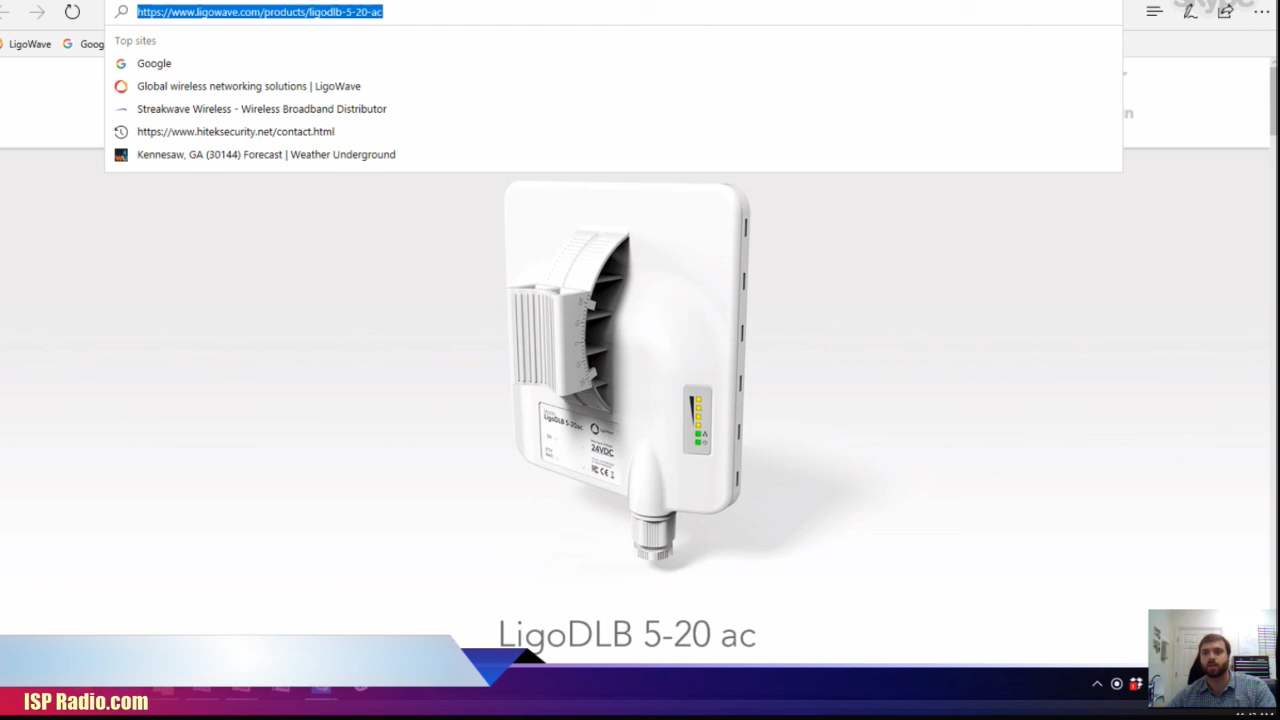 https://www.ligowave.com/products/ligodlb-5-20-ac
LigoWave
Goog
Top sites
Google
Global wireless networking solutions | LigoWave
Streakwave Wireless - Wireless Broadband Distributor
https://www.hiteksecurity.net/contact.html
Kennesaw, GA (30144) Forecast | Weather Underground
LigoDLB 5-20ac
24VDC
FC CE
LigoDLB 5-20 ac
ISP Radio.com